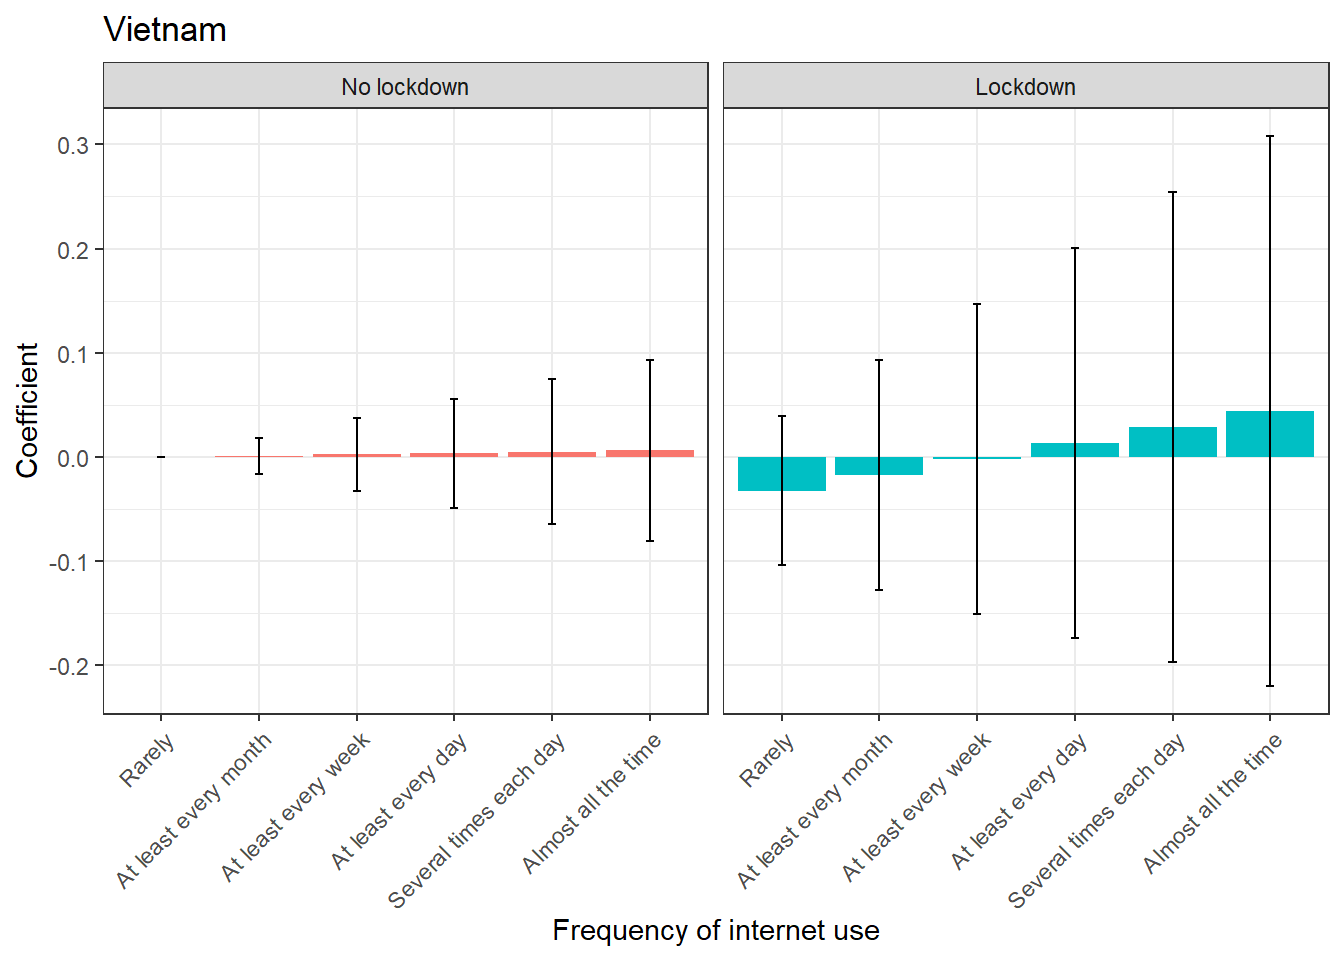 Vietnam
No lockdown
Lockdown
Coefficient
0.3
0.2
0.1
0.0
-0.1
-0.2
Rarely
At least every month
At least every week
At least every day
Several times each day
Almost all the time
Rarely
At least every month
At least every week
At least every day
Several times each day
Almost all the time
Frequency of internet use